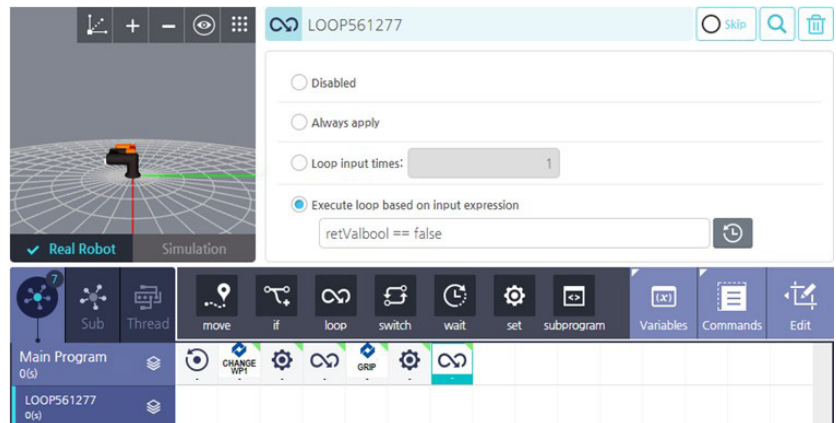 LOOP561277
Skip
Disabled
Always apply
Loop input times:
1
Execute loop based on input expression
retValbool == false
Real Robot
Simulation
7
Sub
Thread
move
if
loop
switch
wait
set
subprogram
Variables
Commands
Edit
Main Program
0(s)
CHANGE
WP1
GRIP
LOOP561277
0(s)